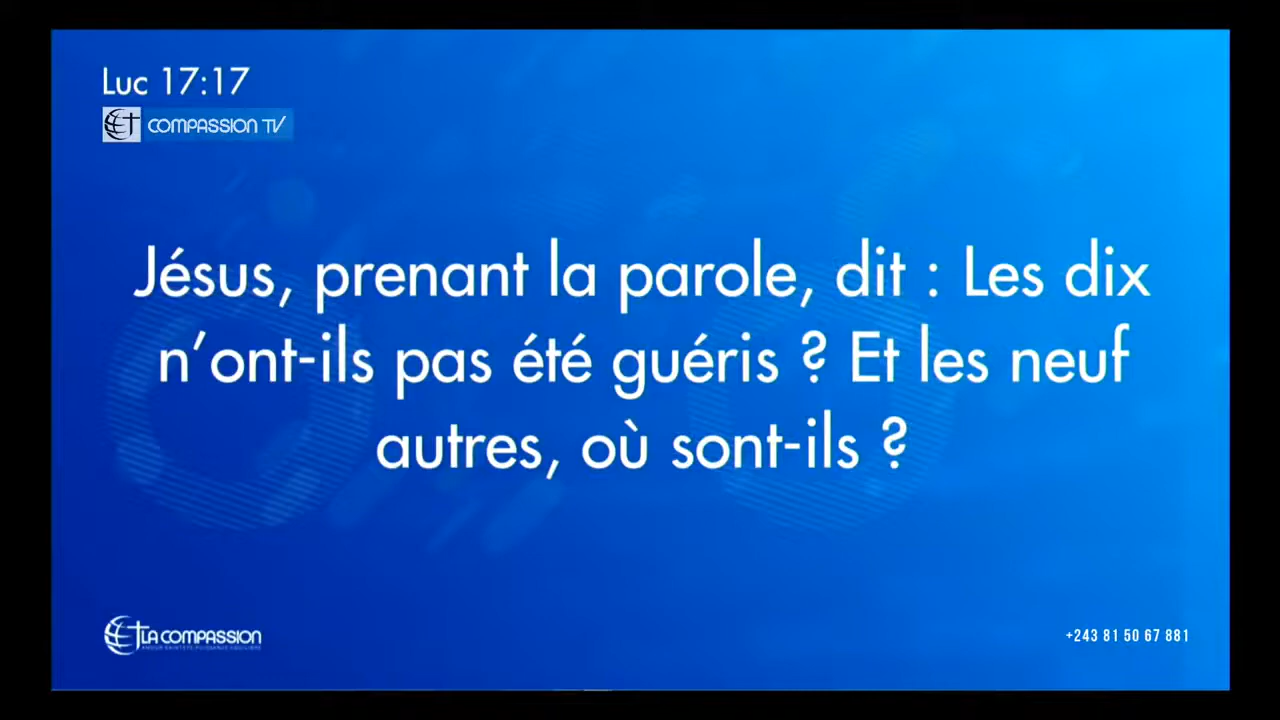 Luc 17:17
COMPASSION TV
Jésus, prenant la parole, dit : Les dix
n’ont-ils pas été guéris ? Et les neuf
autres, où sont-ils ?
LA COMPASSION
+243 81 50 67 881